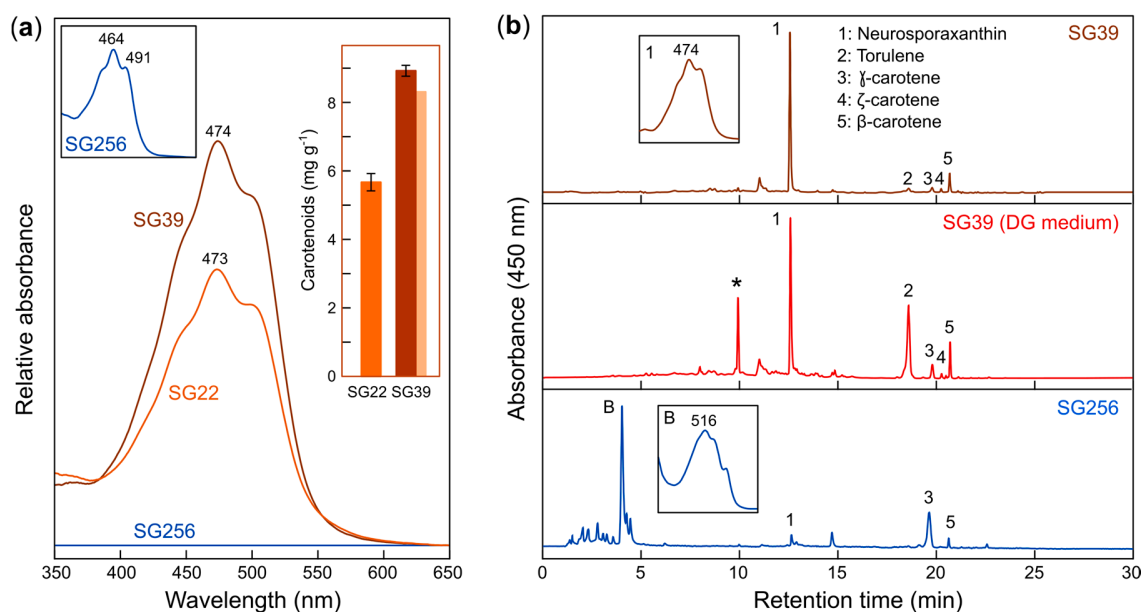 (a)
464
491
SG256
474
SG39
473
SG22
SG256
Relative absorbance
350 400 450 500 550 600 650
Wavelength (nm)
Carotenoids (mg g-1)
8
6
4
2
0
SG22 SG39
(b)
SG39
1
474
1
1: Neurosporaxanthin
2: Torulene
3: ɣ-carotene
4: ζ-carotene
5: β-carotene
2 3 4 5
SG39 (DG medium)
*
1
2
3
4
5
SG256
B
B
516
1
3
5
Absorbance (450 nm)
0 5 10 15 20 25 30
Retention time (min)